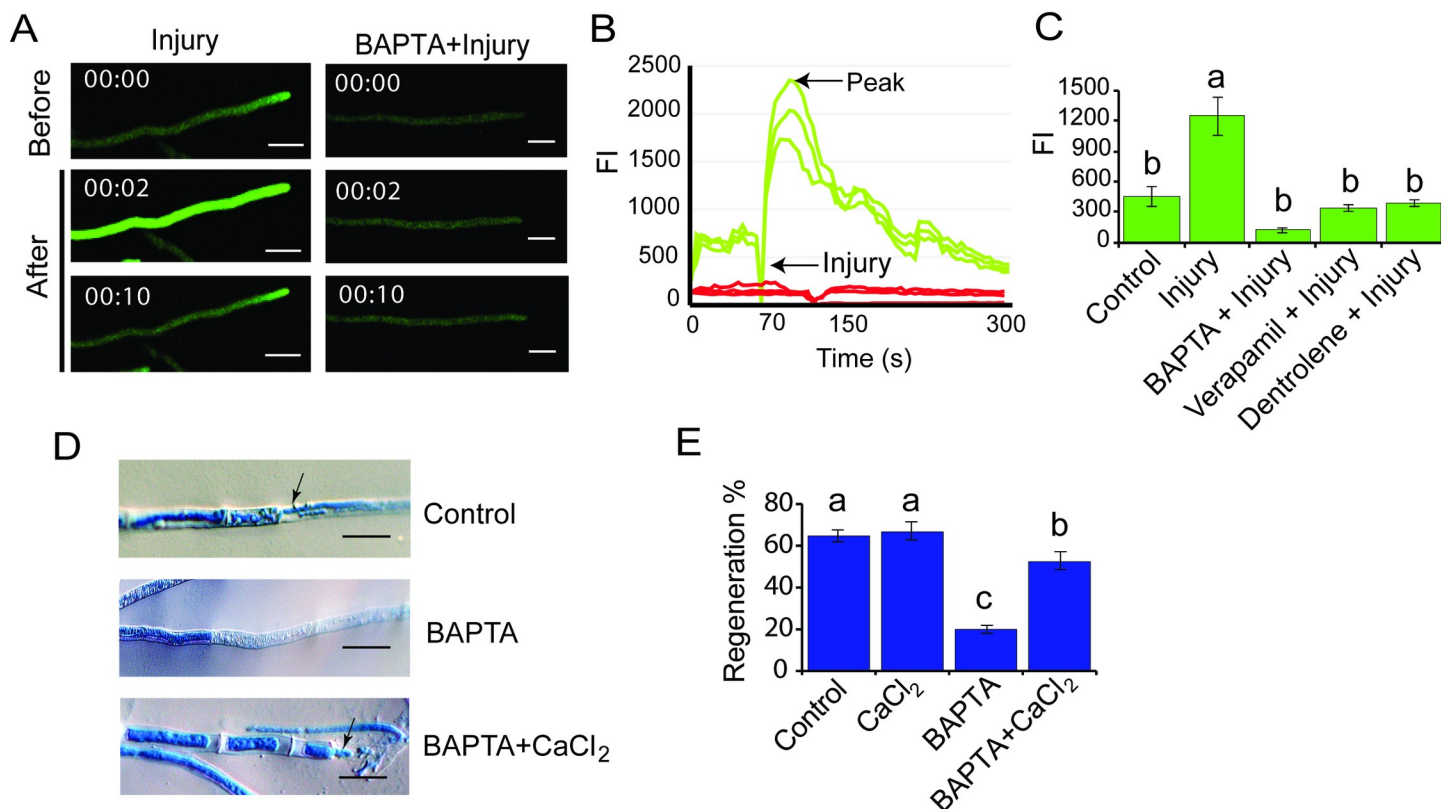 A
Injury
BAPTA+Injury
Before
After
00:00
00:00
00:02
00:02
00:10
00:10
B
FI
2500
2000
1500
1000
500
0
Peak
Injury
0
70
150
300
Time (s)
C
FI
1500
1200
900
600
300
0
b
a
b
b
b
Control
Injury
BAPTA + Injury
Verapamil + Injury
Dentrolene + Injury
D
Control
BAPTA
BAPTA+CaCl₂
E
Regeneration %
80
60
40
20
0
a
a
c
b
Control
CaCl₂
BAPTA
BAPTA+CaCl₂